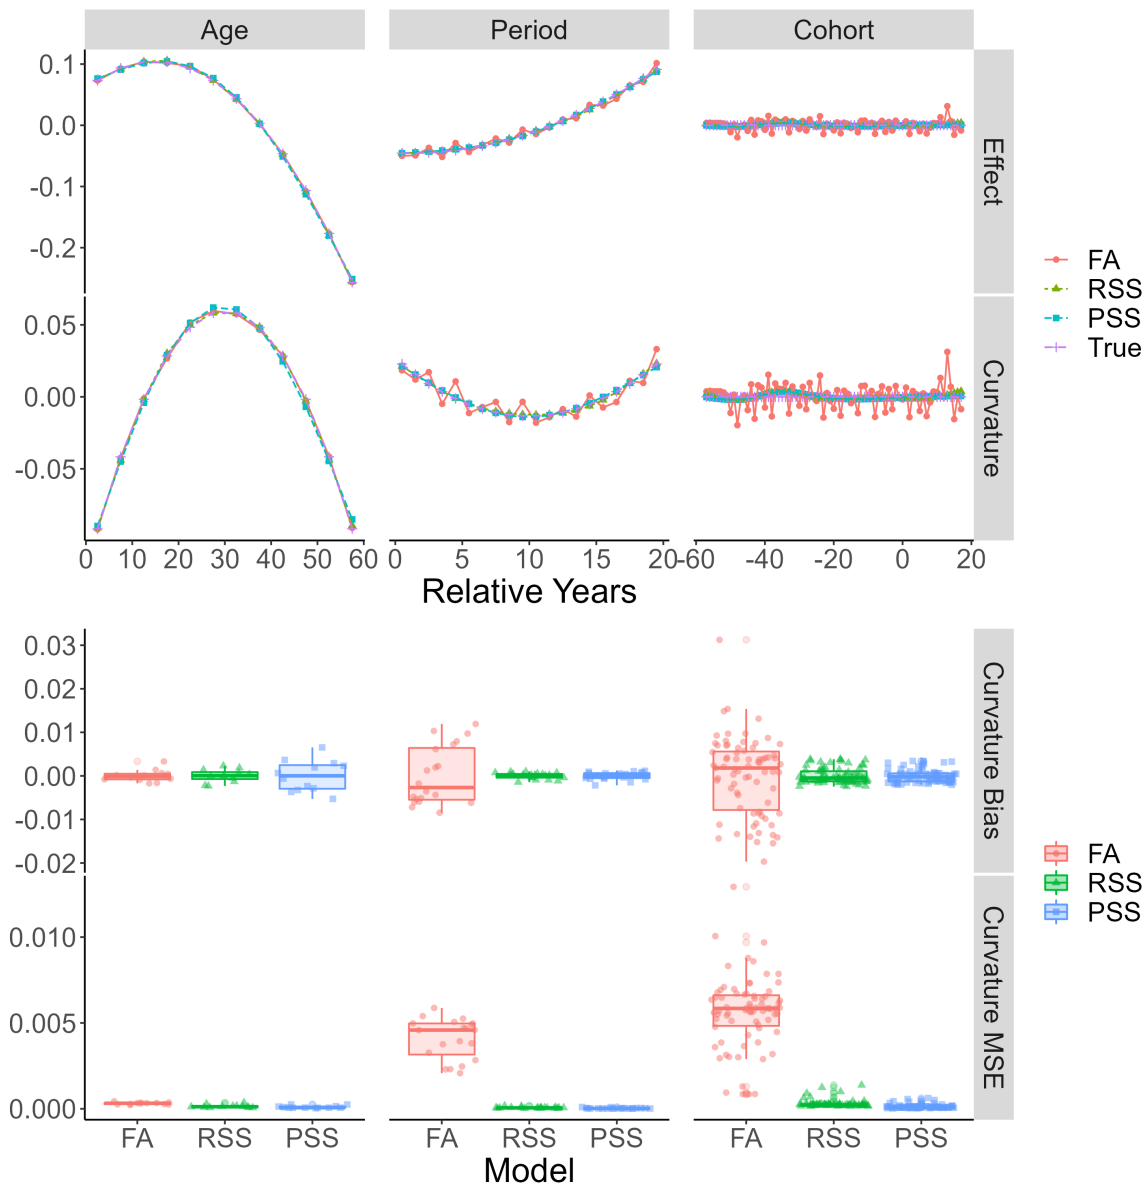 Age Period Cohort
0.1
0.0
-0.1
-0.2
Effect
0.05
0.00
-0.05
Curvature
0 10 20 30 40 50 60 0 5 10 15 20 -60 -40 -20 0 20
Relative Years
FA
RSS
PSS
True
0.03
0.02
0.01
0.00
-0.01
-0.02
Curvature Bias
0.010
0.005
0.000
Curvature MSE
FA RSS PSS FA RSS PSS FA RSS PSS
Model
FA
RSS
PSS